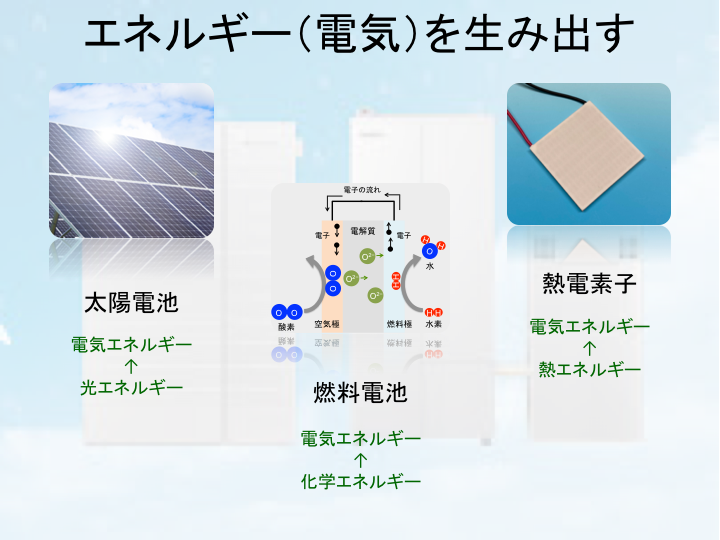 エネルギー（電気）を生み出す
電子の流れ
電子
電解質
電子
O²⁻
O²⁻
O²⁻
H
H
O
水
O
O
H
H
O O
酸素
空気極
燃料極
H H
水素
太陽電池
電気エネルギー
↑
光エネルギー
燃料電池
電気エネルギー
↑
化学エネルギー
熱電素子
電気エネルギー
↑
熱エネルギー